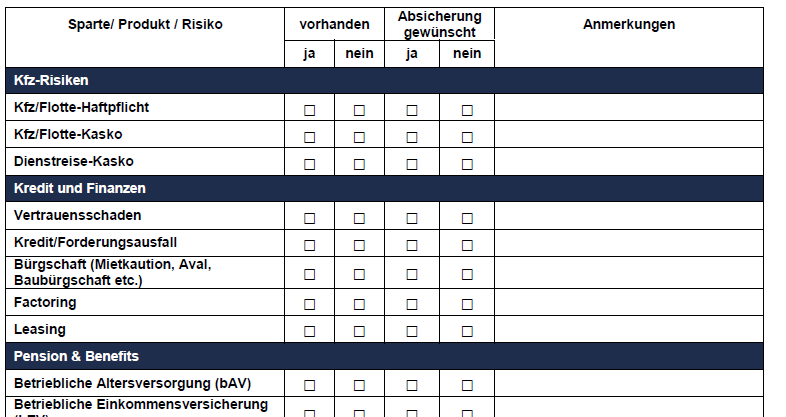 Sparte/ Produkt / Risiko vorhanden Absicherung gewünscht Anmerkungen
ja nein ja nein
Kfz-Risiken
Kfz/Flotte-Haftpflicht ☐ ☐ ☐ ☐
Kfz/Flotte-Kasko ☐ ☐ ☐ ☐
Dienstreise-Kasko ☐ ☐ ☐ ☐
Kredit und Finanzen
Vertrauensschaden ☐ ☐ ☐ ☐
Kredit/Forderungsausfall ☐ ☐ ☐ ☐
Bürgschaft (Mietkaution, Aval,
Baubürgschaft etc.) ☐ ☐ ☐ ☐
Factoring ☐ ☐ ☐ ☐
Leasing ☐ ☐ ☐ ☐
Pension & Benefits
Betriebliche Altersversorgung (bAV) ☐ ☐ ☐ ☐
Betriebliche Einkommensversicherung ☐ ☐ ☐ ☐